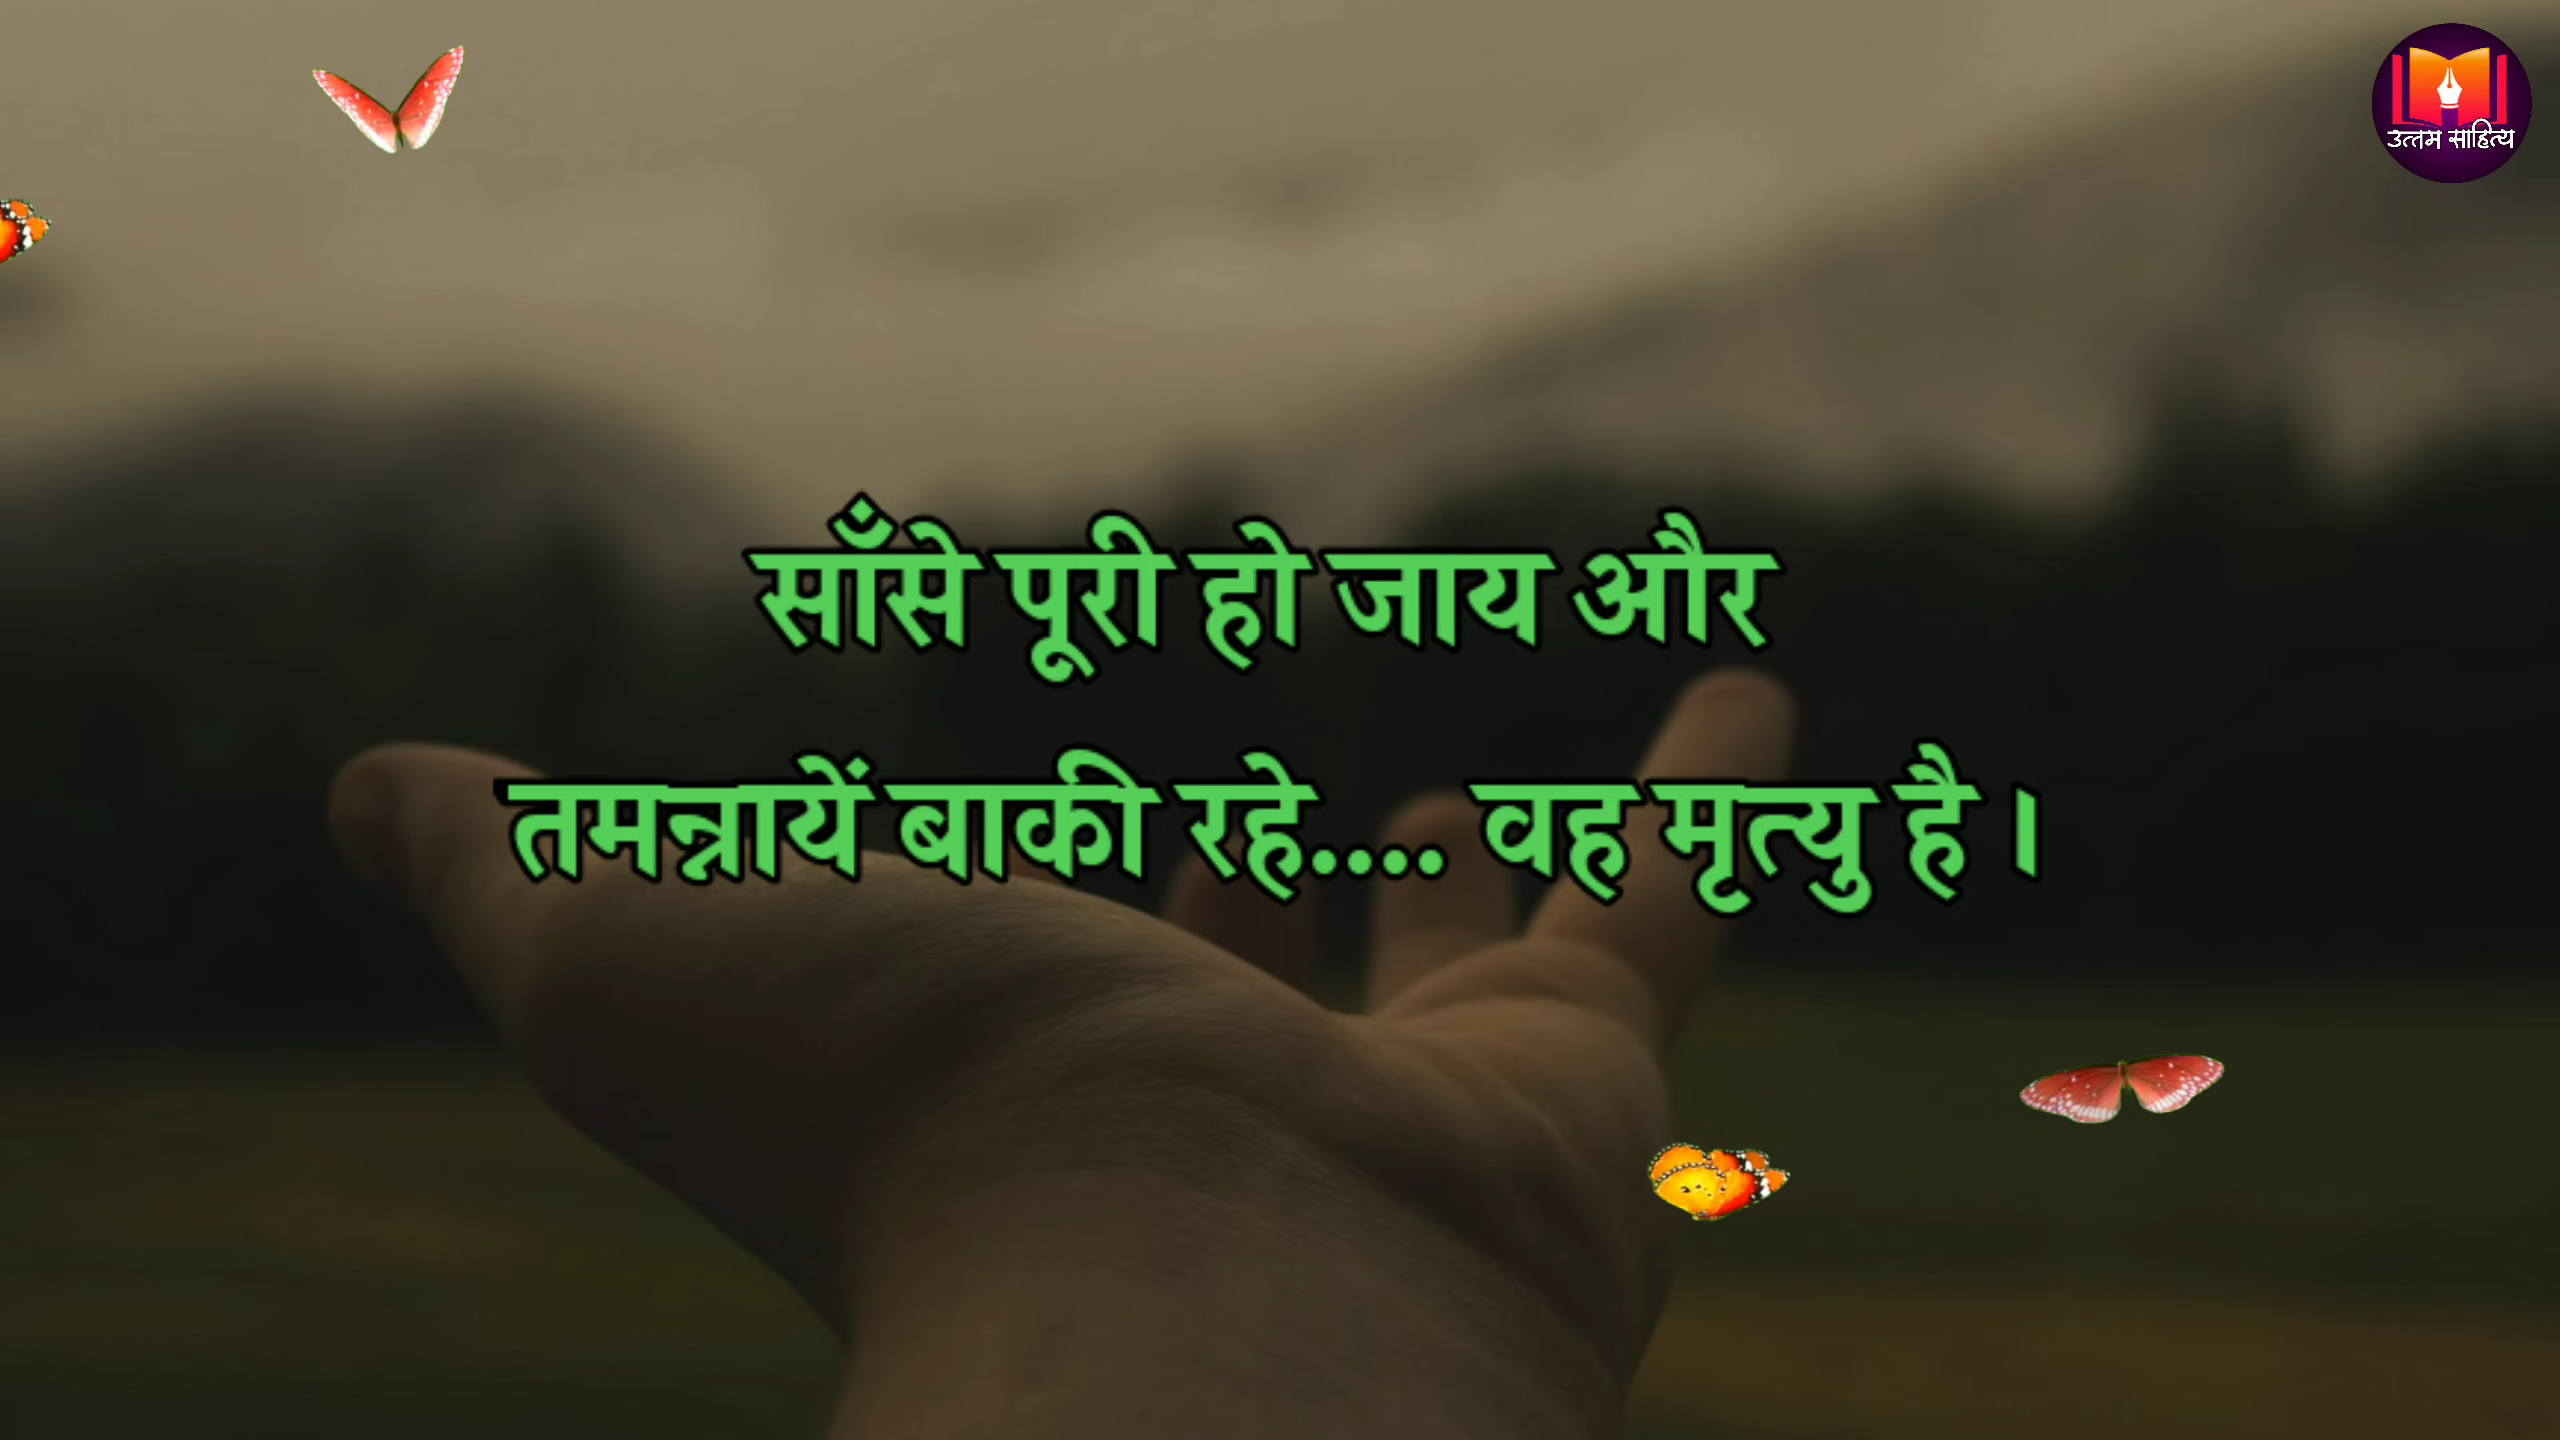 उत्तम साहित्य
साँसे पूरी हो जाय और
तमन्नायें बाकी रहे.... वह मृत्यु है ।